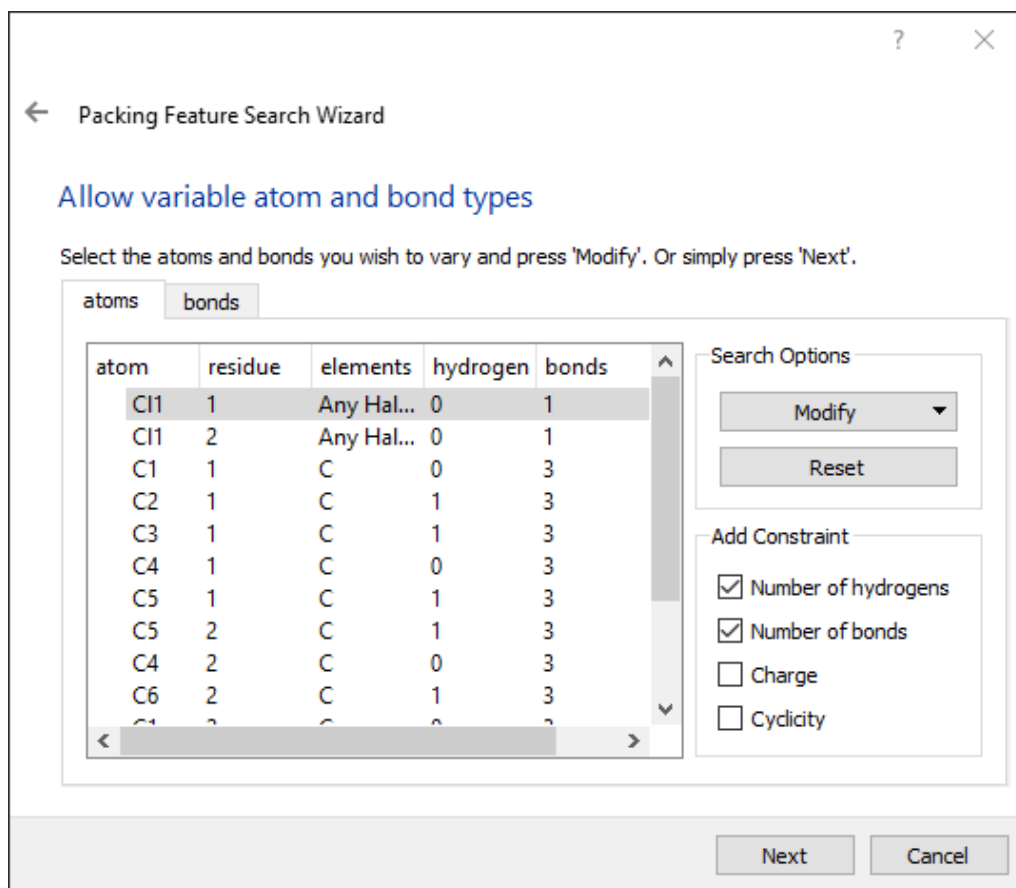 ?
Packing Feature Search Wizard
Allow variable atom and bond types
Select the atoms and bonds you wish to vary and press 'Modify'. Or simply press 'Next'.
atoms bonds
atom residue elements hydrogen bonds
Cl1 1 Any Hal... 0 1
Cl1 2 Any Hal... 0 1
C1 1 C 0 3
C2 1 C 1 3
C3 1 C 1 3
C4 1 C 0 3
C5 1 C 1 3
C5 2 C 1 3
C4 2 C 0 3
C6 2 C 1 3
Search Options
Modify
Reset
Add Constraint
Number of hydrogens
Number of bonds
Charge
Cyclicity
Next Cancel